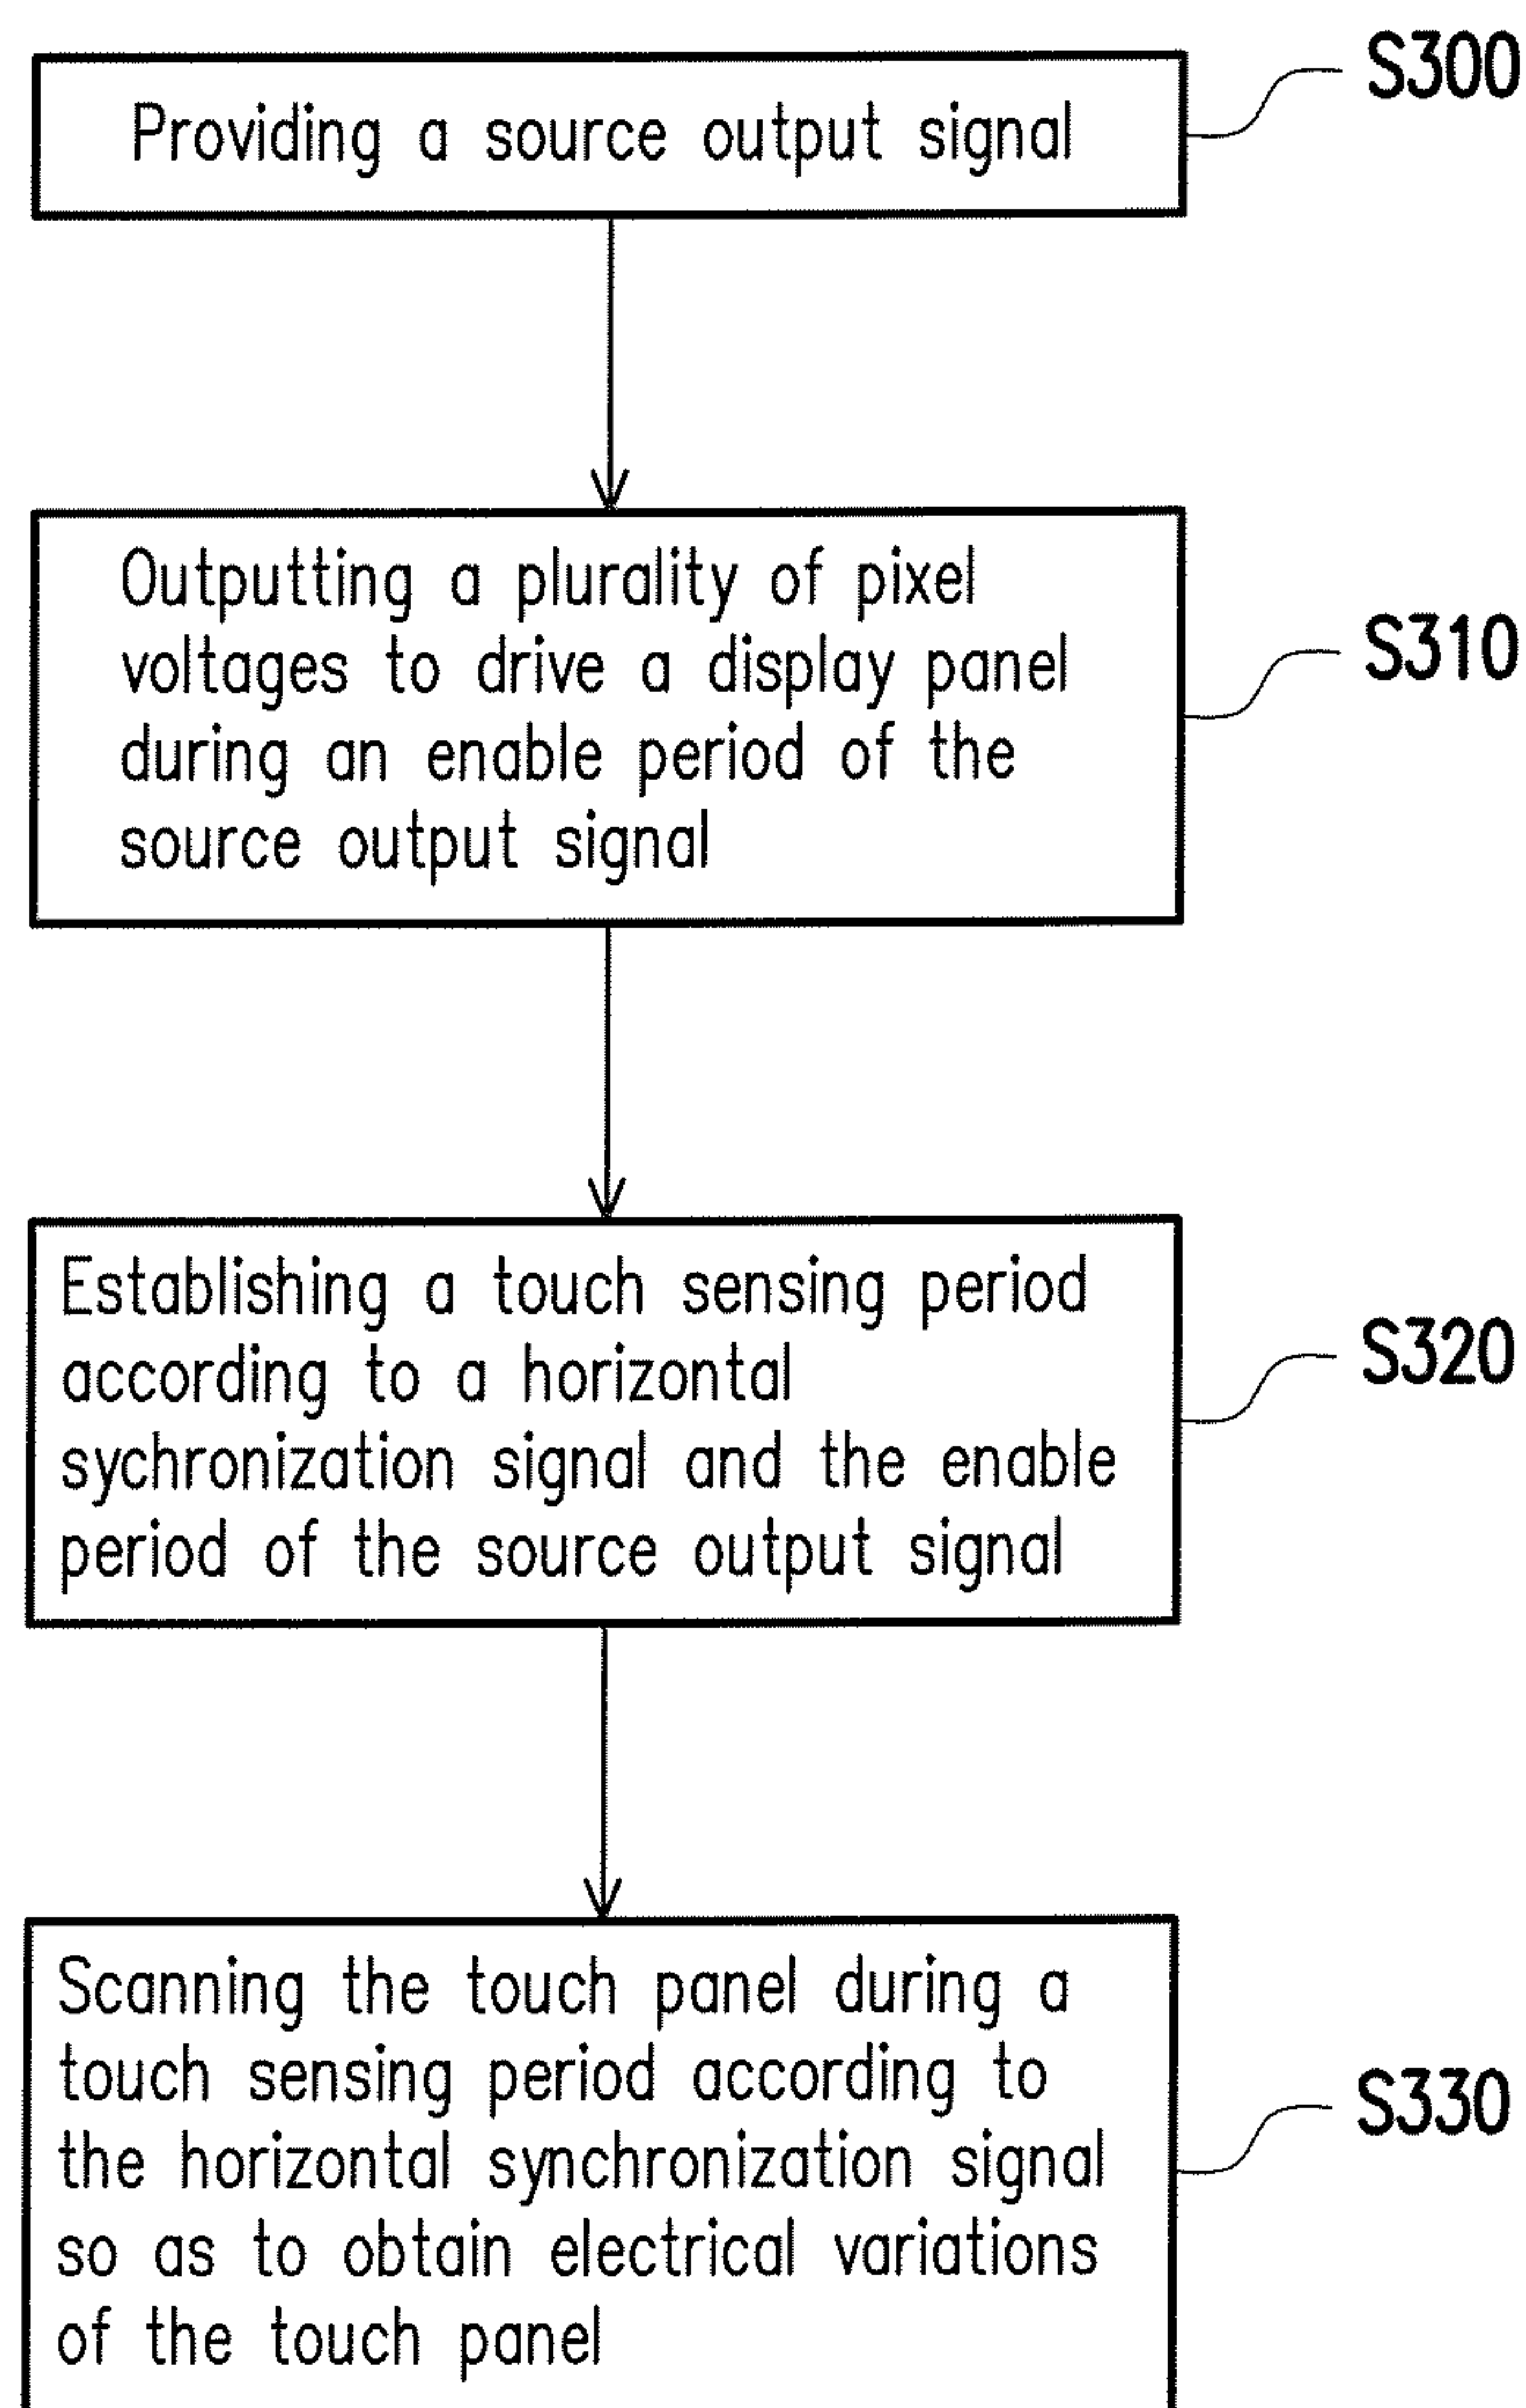 S300
Providing a source output signal
Outputting a plurality of pixel
voltages to drive a display panel
during an enable period of the
source output signal
S310
Establishing a touch sensing period
according to a horizontal
sychronization signal and the enable
period of the source output signal
S320
Scanning the touch panel during a
touch sensing period according to
the horizontal synchronization signal
so as to obtain electrical variations
of the touch panel
S330